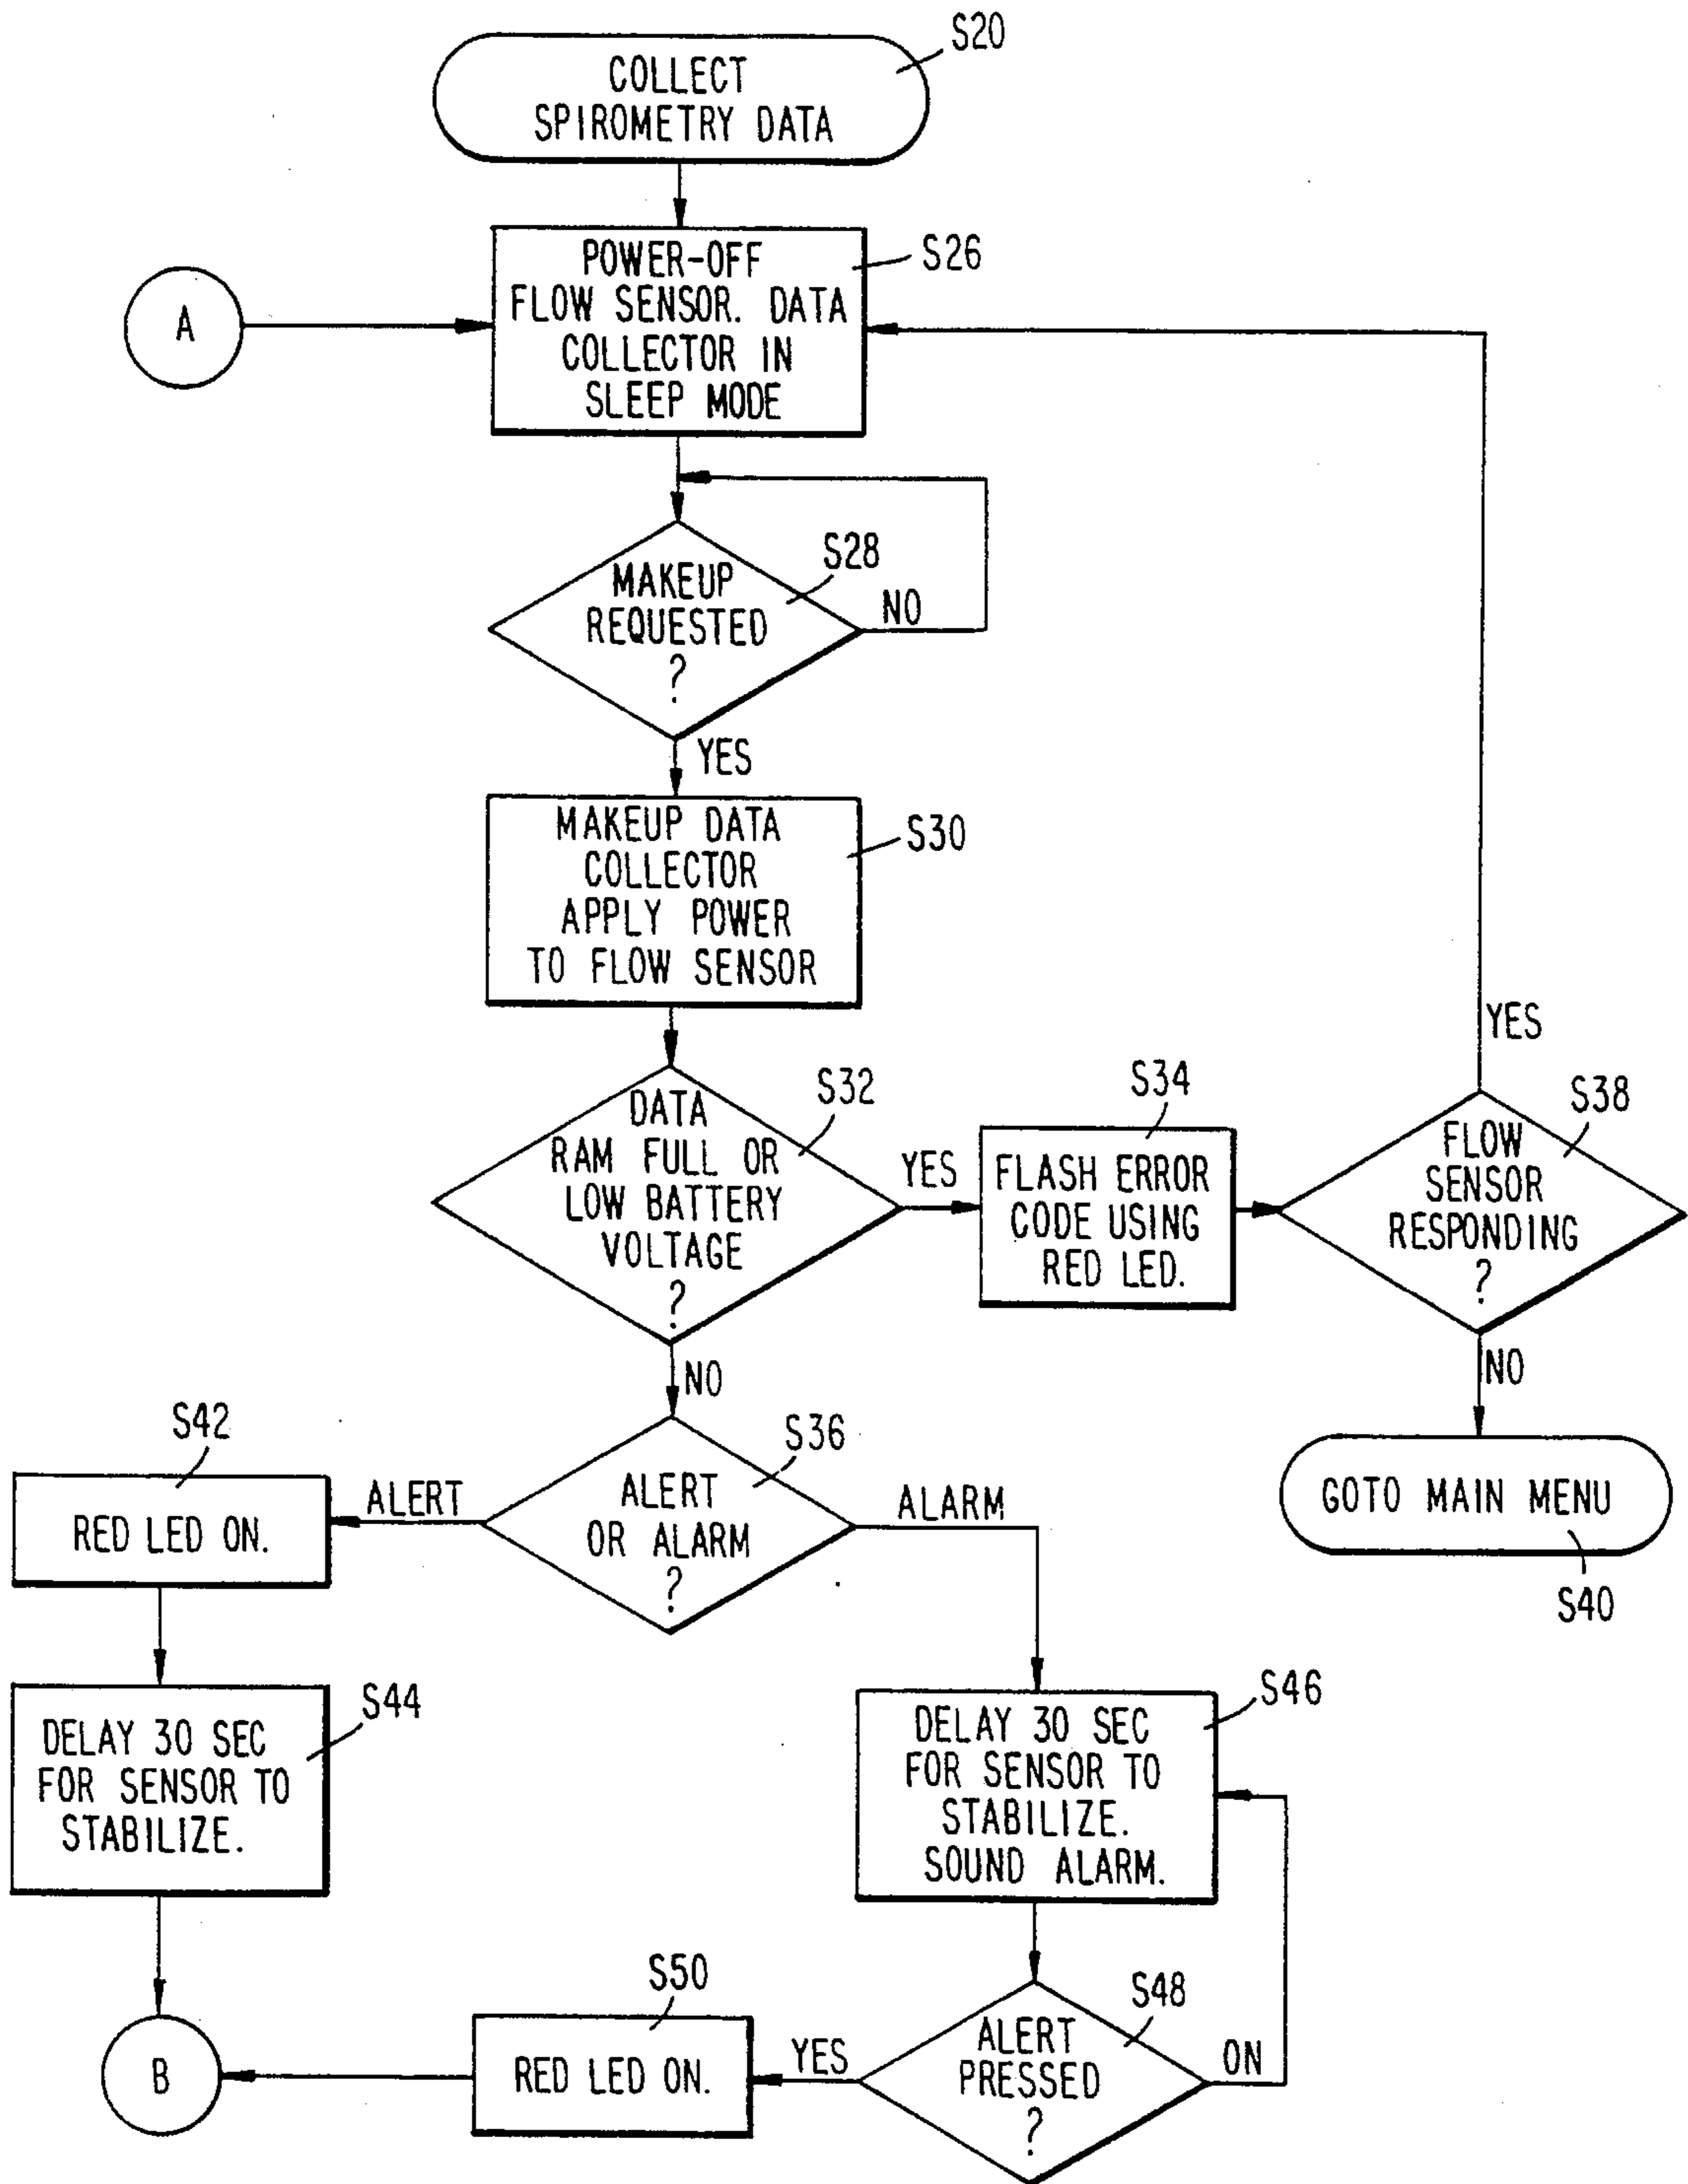 S20
COLLECT
SPIROMETRY DATA
S26
POWER-OFF
FLOW SENSOR. DATA
COLLECTOR IN
SLEEP MODE
A
S28
MAKEUP
REQUESTED
?
NO
YES
S30
MAKEUP DATA
COLLECTOR
APPLY POWER
TO FLOW SENSOR
YES
S32
DATA
RAM FULL OR
LOW BATTERY
VOLTAGE
?
YES
S34
FLASH ERROR
CODE USING
RED LED.
S38
FLOW
SENSOR
RESPONDING
?
NO
NO
S42
RED LED ON.
ALERT
S36
ALERT
OR ALARM
?
ALARM
GOTO MAIN MENU
S40
S44
DELAY 30 SEC
FOR SENSOR TO
STABILIZE.
S46
DELAY 30 SEC
FOR SENSOR TO
STABILIZE.
SOUND ALARM.
B
S50
RED LED ON.
YES
S48
ALERT
PRESSED
?
ON